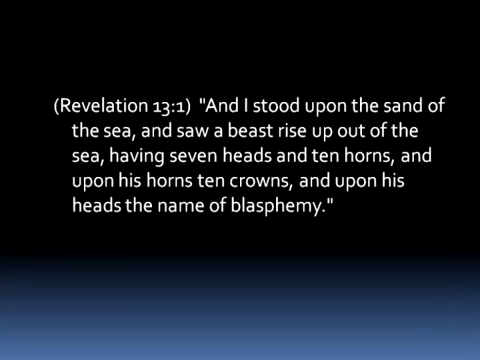 (Revelation 13:1)  "And I stood upon the sand of
the sea, and saw a beast rise up out of the
sea, having seven heads and ten horns, and
upon his horns ten crowns, and upon his
heads the name of blasphemy."